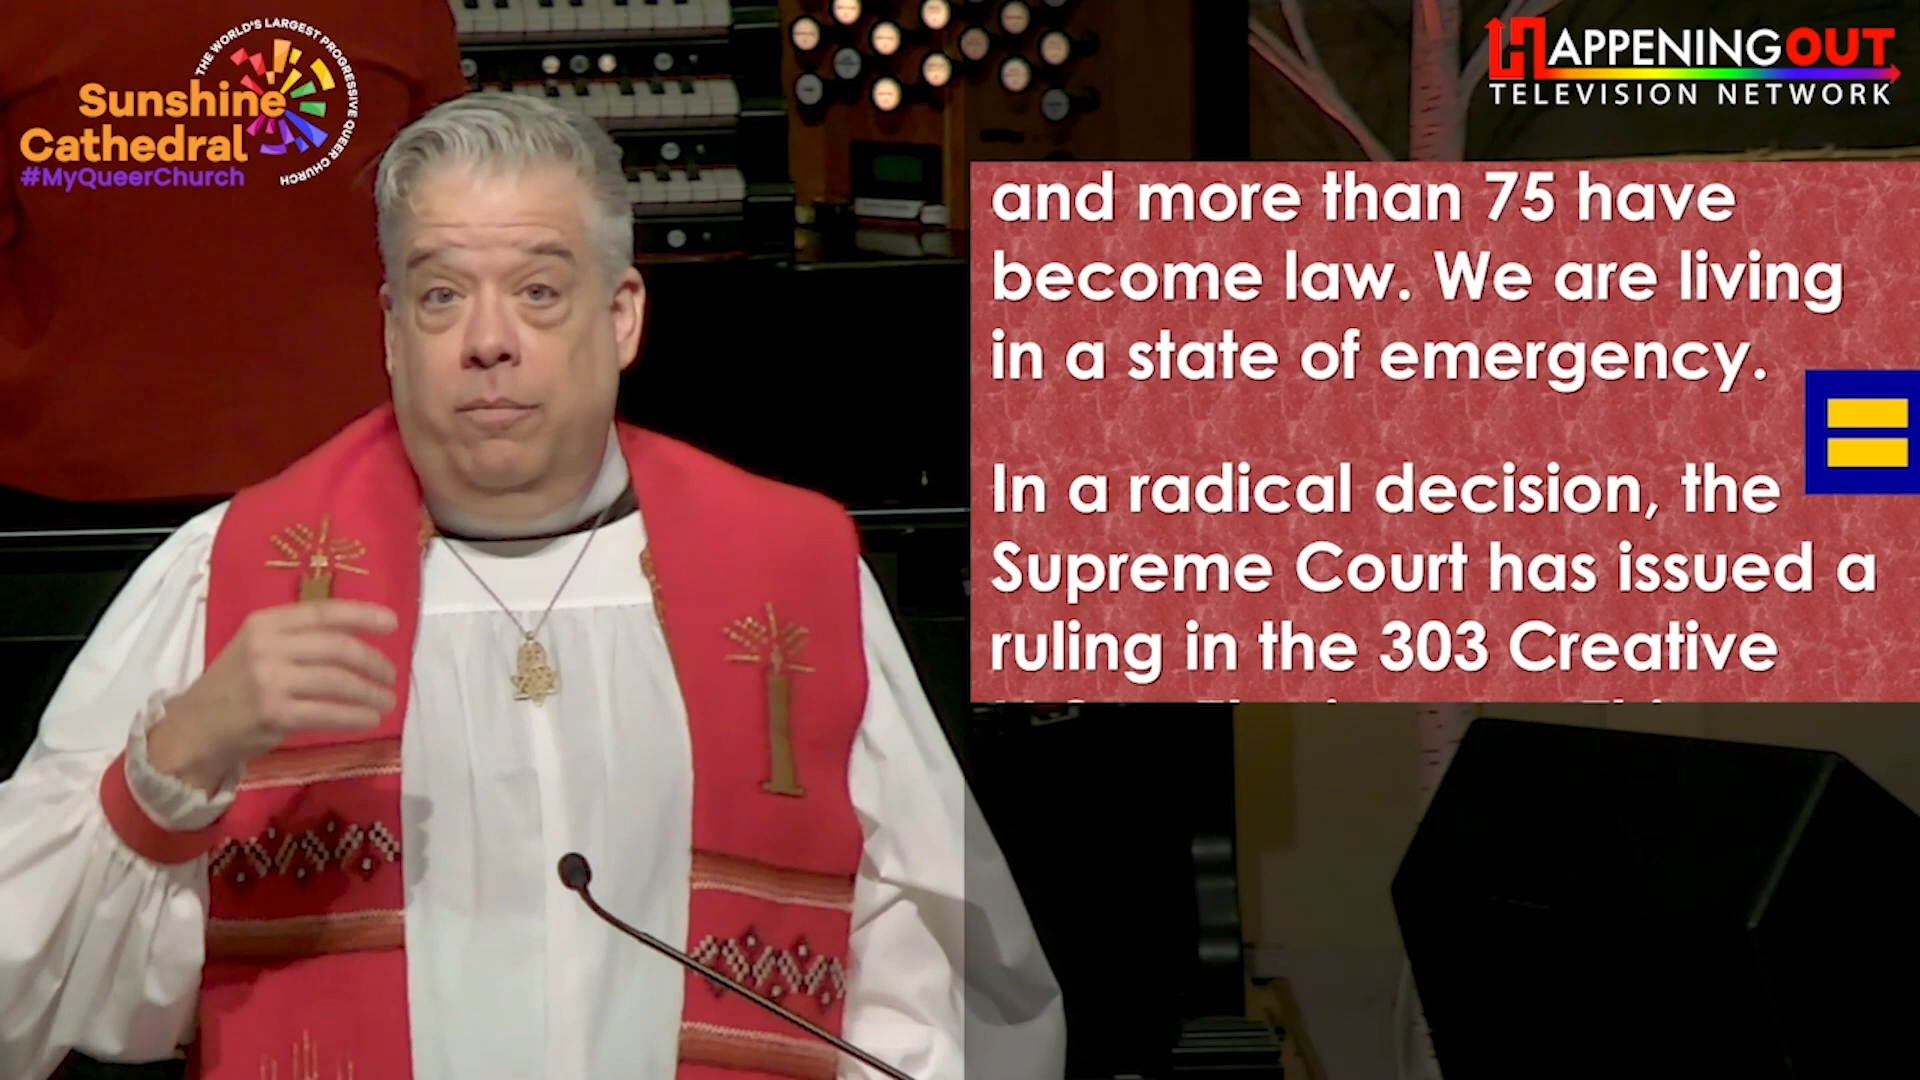 THE WORLD'S LARGEST PROGRESSIVE QUEER CHURCH
Sunshine
Cathedral
#MyQueerChurch
HAPPENINGOUT
TELEVISION NETWORK
and more than 75 have
become law. We are living
in a state of emergency.
In a radical decision, the
Supreme Court has issued a
ruling in the 303 Creative